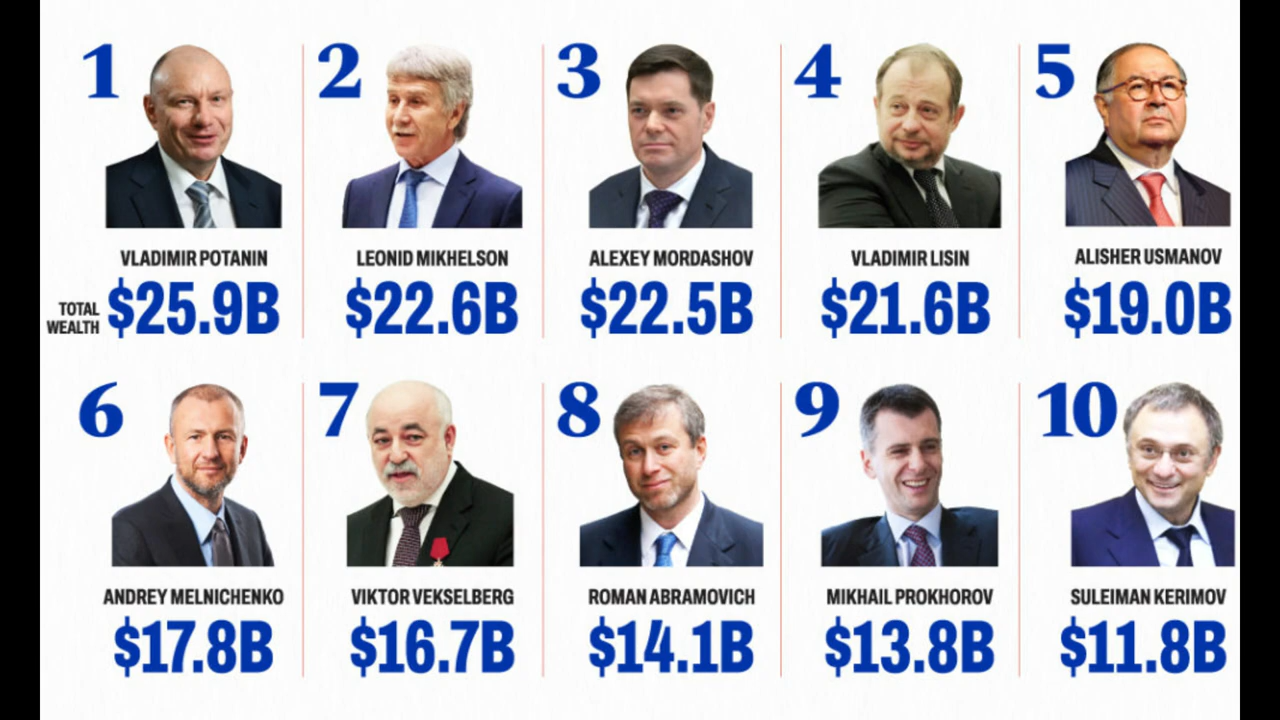 1 2 3 4 5
VLADIMIR POTANIN LEONID MIKHELSON ALEXEY MORDASHOV VLADIMIR LISIN ALISHER USMANOV
TOTAL
WEALTH $25.9B $22.6B $22.5B $21.6B $19.0B
6 7 8 9 10
ANDREY MELNICHENKO VIKTOR VEKSELBERG ROMAN ABRAMOVICH MIKHAIL PROKHOROV SULEIMAN KERIMOV
$17.8B $16.7B $14.1B $13.8B $11.8B